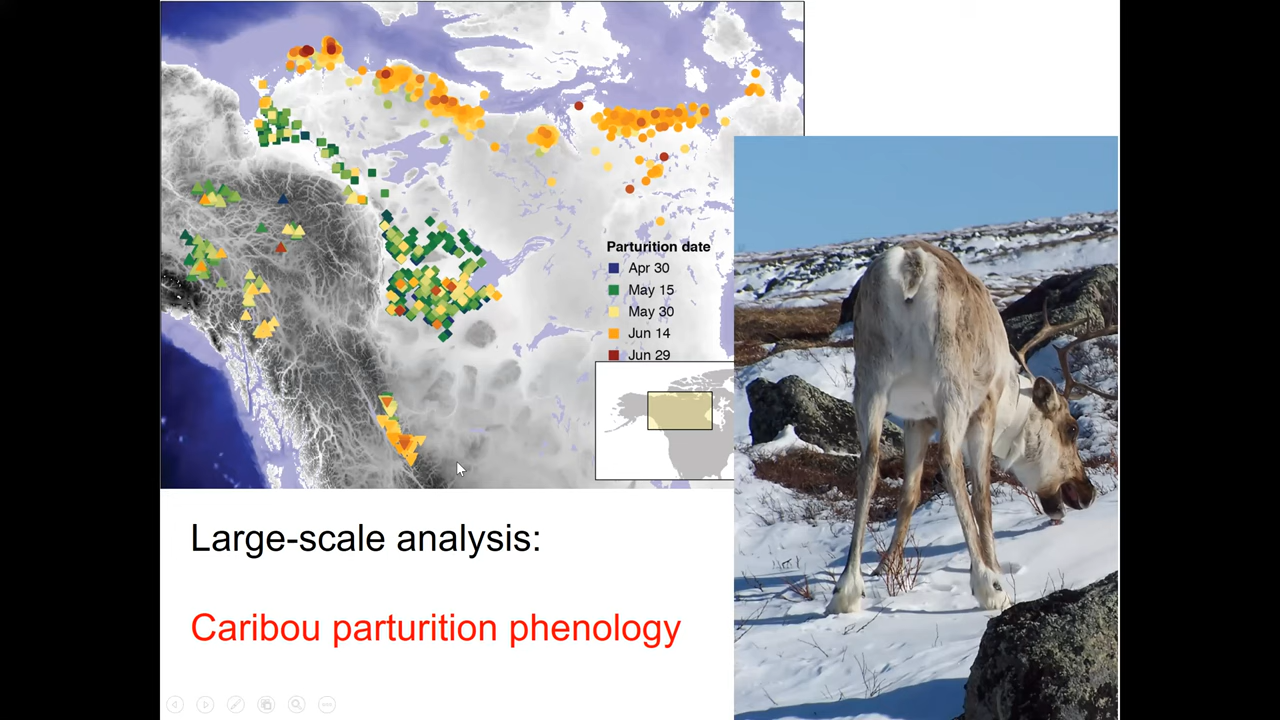 Parturition date
Apr 30
May 15
May 30
Jun 14
Jun 29
Large-scale analysis:
Caribou parturition phenology